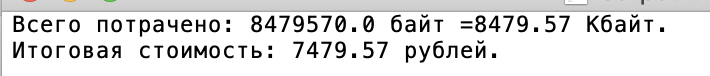 Всего потрачено: 8479570.0 байт =8479.57 Кбайт.
Итоговая стоимость: 7479.57 рублей.